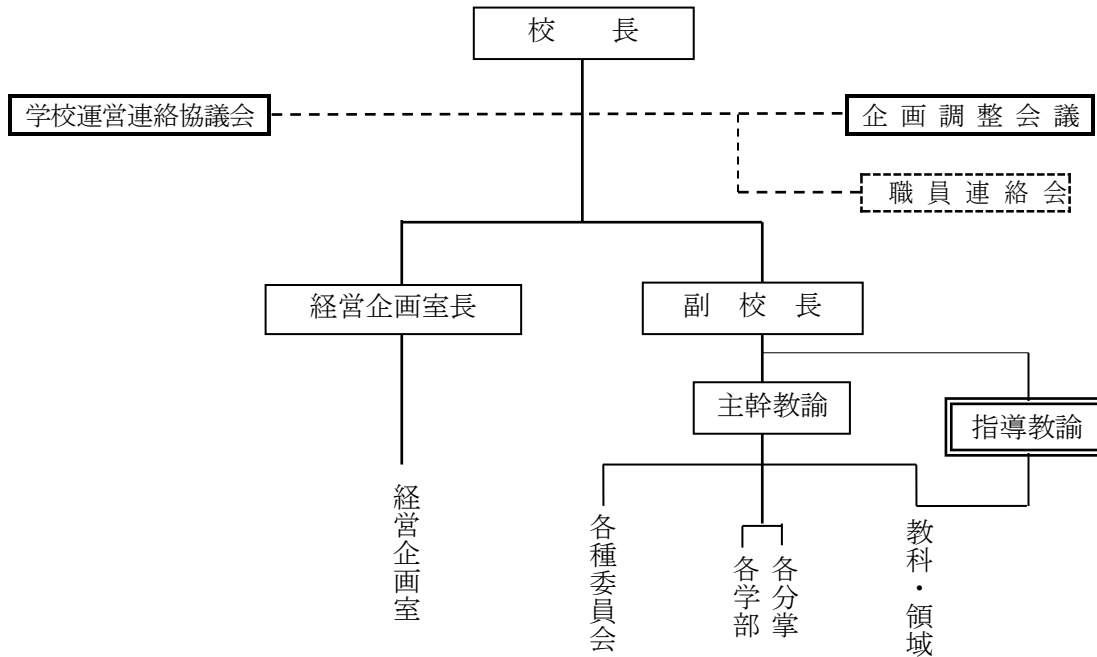 校 長
学校運営連絡協議会
企画調整会議
職員連絡会
経営企画室長
副校長
主幹教諭
指導教諭
経営企画室
各種委員会
各学部
各分掌
教科・領域